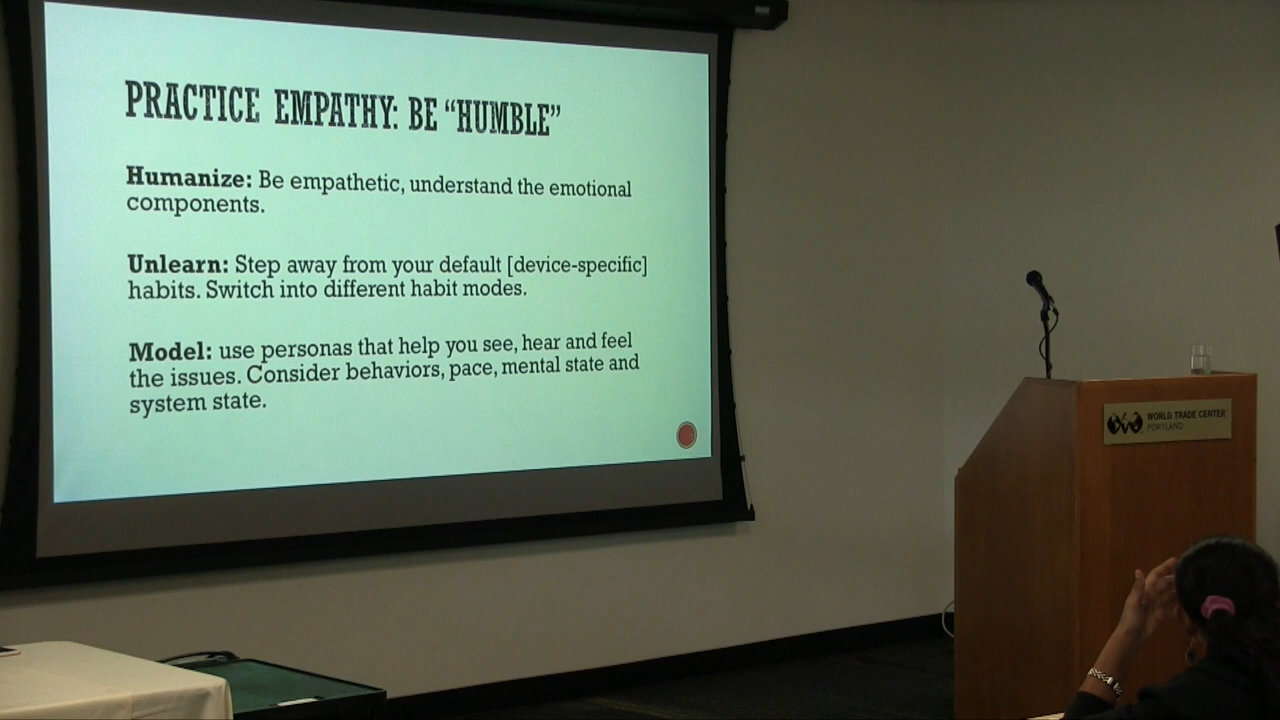 PRACTICE EMPATHY: BE “HUMBLE”
Humanize: Be empathetic, understand the emotional
components.
Unlearn: Step away from your default [device-specific]
habits. Switch into different habit modes.
Model: use personas that help you see, hear and feel
the issues. Consider behaviors, pace, mental state and
system state.
WORLD TRADE CENTER
PORTLAND